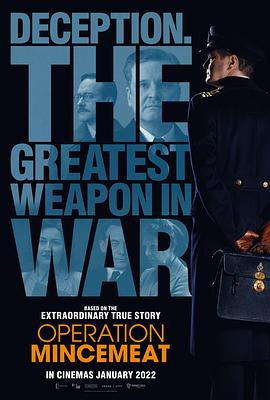 DECEPTION.
THE
GREATEST
WEAPON IN
WAR
BASED ON THE
EXTRAORDINARY TRUE STORY
OPERATION
MINCEMEAT
IN CINEMAS JANUARY 2022